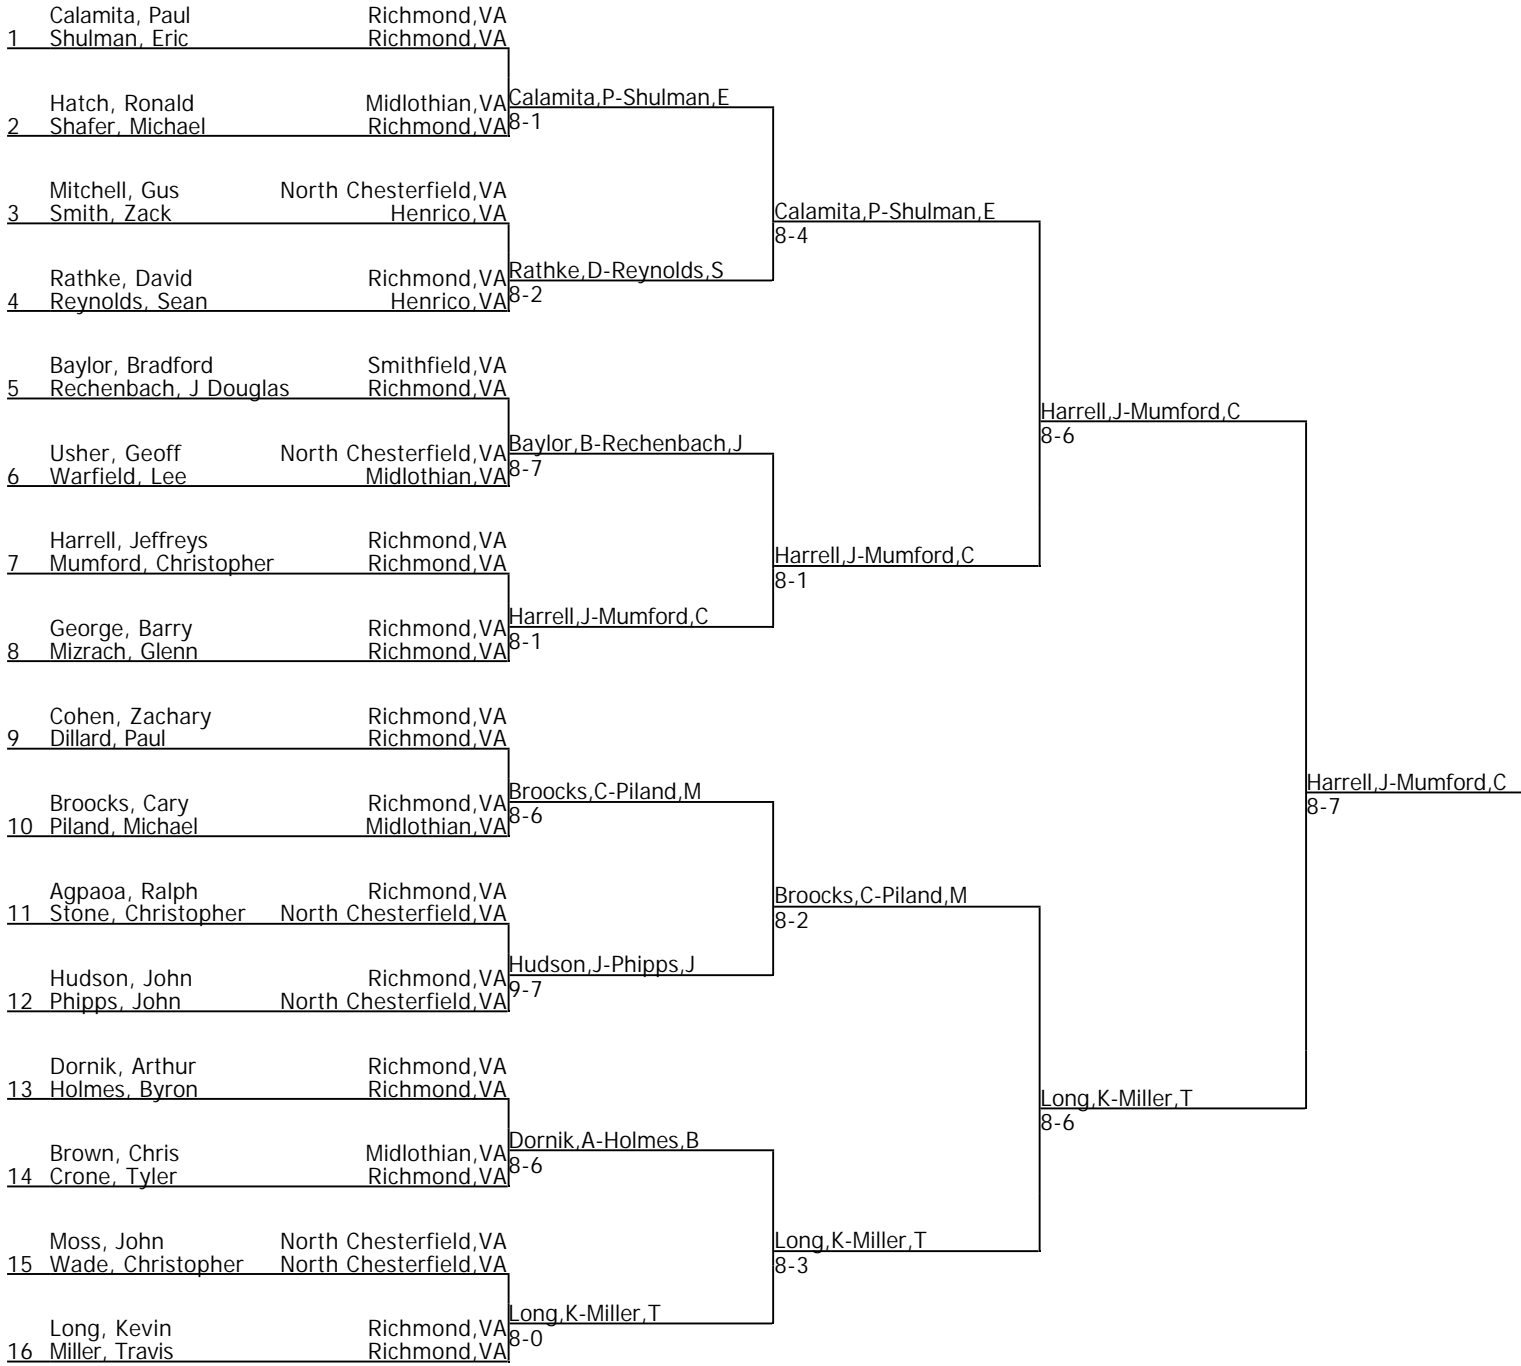 Calamita, Paul Richmond,VA
1 Shulman, Eric Richmond,VA
Hatch, Ronald Midlothian,VA
2 Shafer, Michael Richmond,VA
Calamita,P-Shulman,E
8-1
Mitchell, Gus North Chesterfield,VA
3 Smith, Zack Henrico,VA
Rathke, David Richmond,VA
4 Reynolds, Sean Henrico,VA
Rathke,D-Reynolds,S
8-2
Calamita,P-Shulman,E
8-4
Baylor, Bradford Smithfield,VA
5 Rechenbach, J Douglas Richmond,VA
Usher, Geoff North Chesterfield,VA
6 Warfield, Lee Midlothian,VA
Baylor,B-Rechenbach,J
8-7
Harrell, Jeffreys Richmond,VA
7 Mumford, Christopher Richmond,VA
George, Barry Richmond,VA
8 Mizrach, Glenn Richmond,VA
Harrell,J-Mumford,C
8-1
Harrell,J-Mumford,C
8-1
Harrell,J-Mumford,C
8-6
Cohen, Zachary Richmond,VA
9 Dillard, Paul Richmond,VA
Broocks, Cary Richmond,VA
10 Piland, Michael Midlothian,VA
Broocks,C-Piland,M
8-6
Agpaoa, Ralph Richmond,VA
11 Stone, Christopher North Chesterfield,VA
Hudson, John Richmond,VA
12 Phipps, John North Chesterfield,VA
Hudson,J-Phipps,J
9-7
Broocks,C-Piland,M
8-2
Dornik, Arthur Richmond,VA
13 Holmes, Byron Richmond,VA
Brown, Chris Midlothian,VA
14 Crone, Tyler Richmond,VA
Dornik,A-Holmes,B
8-6
Moss, John North Chesterfield,VA
15 Wade, Christopher North Chesterfield,VA
Long, Kevin Richmond,VA
16 Miller, Travis Richmond,VA
Long,K-Miller,T
8-0
Long,K-Miller,T
8-3
Long,K-Miller,T
8-6
Harrell,J-Mumford,C
8-7